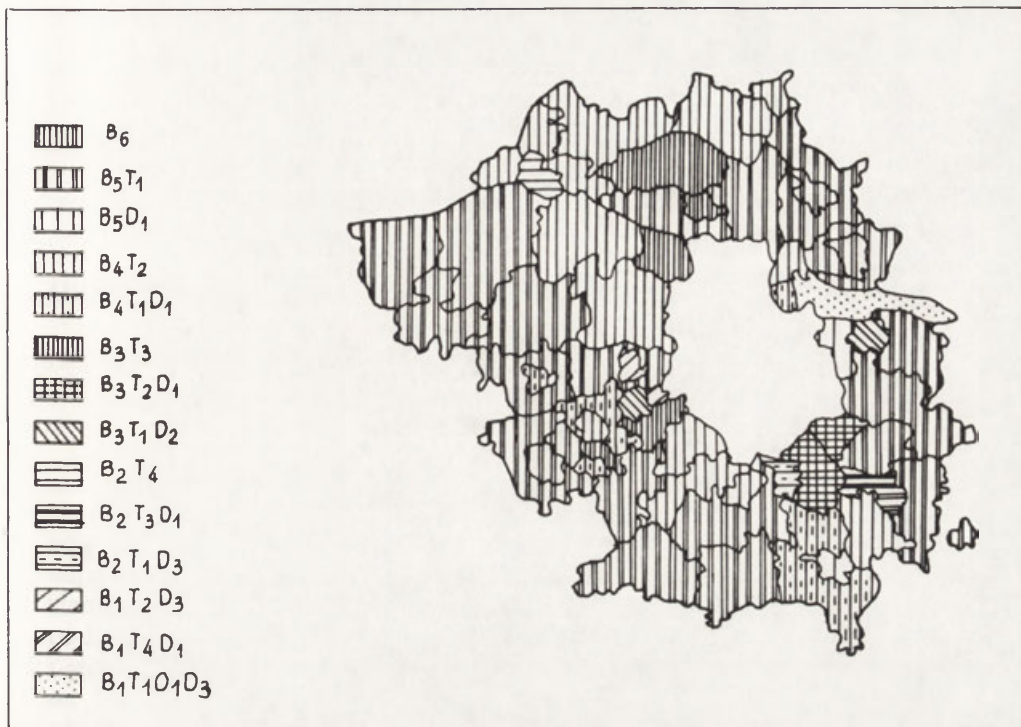 B₆
B₅T₁
B₅D₁
B₄T₂
B₄T₁D₁
B₃T₃
B₃T₂D₁
B₃T₁D₂
B₂T₄
B₂T₃D₁
B₂T₁D₃
B₁T₂D₃
B₁T₄D₁
B₁T₁O₁D₃